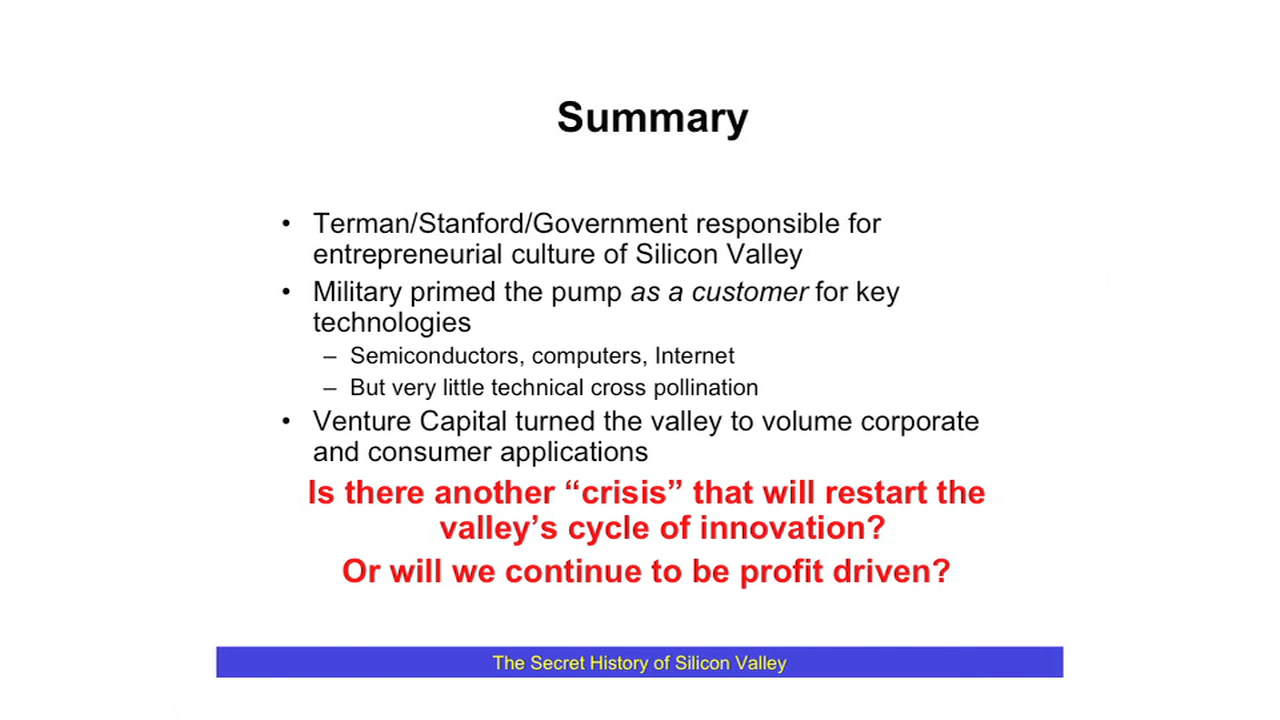 Summary
• Terman/Stanford/Government responsible for
entrepreneurial culture of Silicon Valley
• Military primed the pump as a customer for key
technologies
– Semiconductors, computers, Internet
– But very little technical cross pollination
• Venture Capital turned the valley to volume corporate
and consumer applications
Is there another “crisis” that will restart the
valley’s cycle of innovation?
Or will we continue to be profit driven?
The Secret History of Silicon Valley